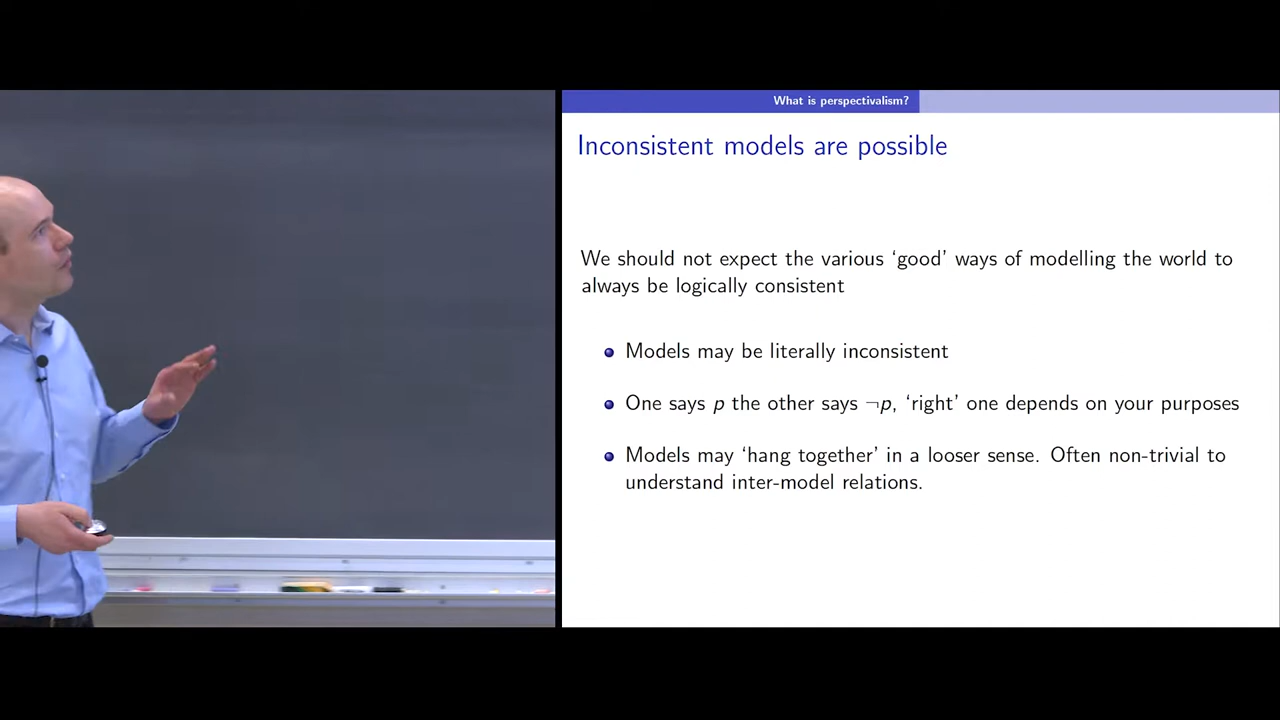 What is perspectivalism?
Inconsistent models are possible
We should not expect the various ‘good’ ways of modelling the world to
always be logically consistent
Models may be literally inconsistent
One says p the other says ¬p, ‘right’ one depends on your purposes
Models may ‘hang together’ in a looser sense. Often non-trivial to
understand inter-model relations.